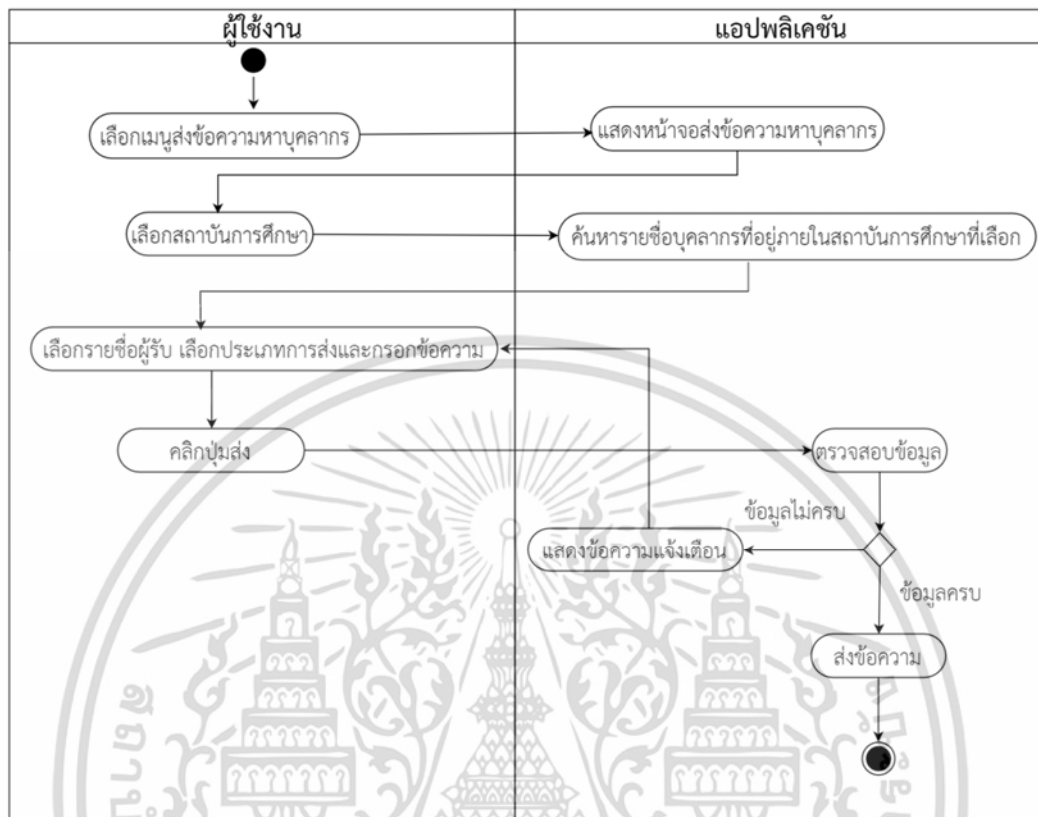 ผู้ใช้งาน
แอปพลิเคชัน
เลือกเมนูส่งข้อความหาบุคลากร
แสดงหน้าจอส่งข้อความหาบุคลากร
เลือกสถาบันการศึกษา
ค้นหารายชื่อบุคลากรที่อยู่ภายในสถาบันการศึกษาที่เลือก
เลือกรายชื่อผู้รับ เลือกประเภทการส่งและกรอกข้อความ
คลิกปุ่มส่ง
ตรวจสอบข้อมูล
ข้อมูลไม่ครบ
แสดงข้อความแจ้งเตือน
ข้อมูลครบ
ส่งข้อความ